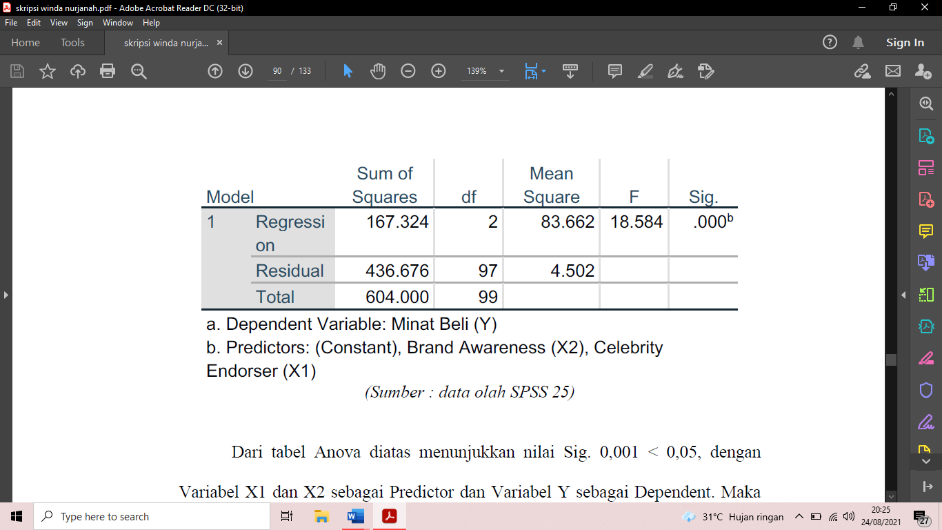 skripsi winda nurjanah.pdf - Adobe Acrobat Reader DC (32-bit)
File Edit View Sign Window Help
Home Tools skripsi winda nurja... × Sign In
90 / 133 139%
Model Sum of Squares df Mean Square F Sig.
1 Regressi on 167.324 2 83.662 18.584 .000b
Residual 436.676 97 4.502
Total 604.000 99
a. Dependent Variable: Minat Beli (Y)
b. Predictors: (Constant), Brand Awareness (X2), Celebrity
Endorser (X1)
(Sumber : data olah SPSS 25)
Dari tabel Anova diatas menunjukkan nilai Sig. 0,001 < 0,05, dengan
Variabel X1 dan X2 sebagai Predictor dan Variabel Y sebagai Dependent. Maka
Type here to search 31°C Hujan ringan 20:25
24/08/2021 27